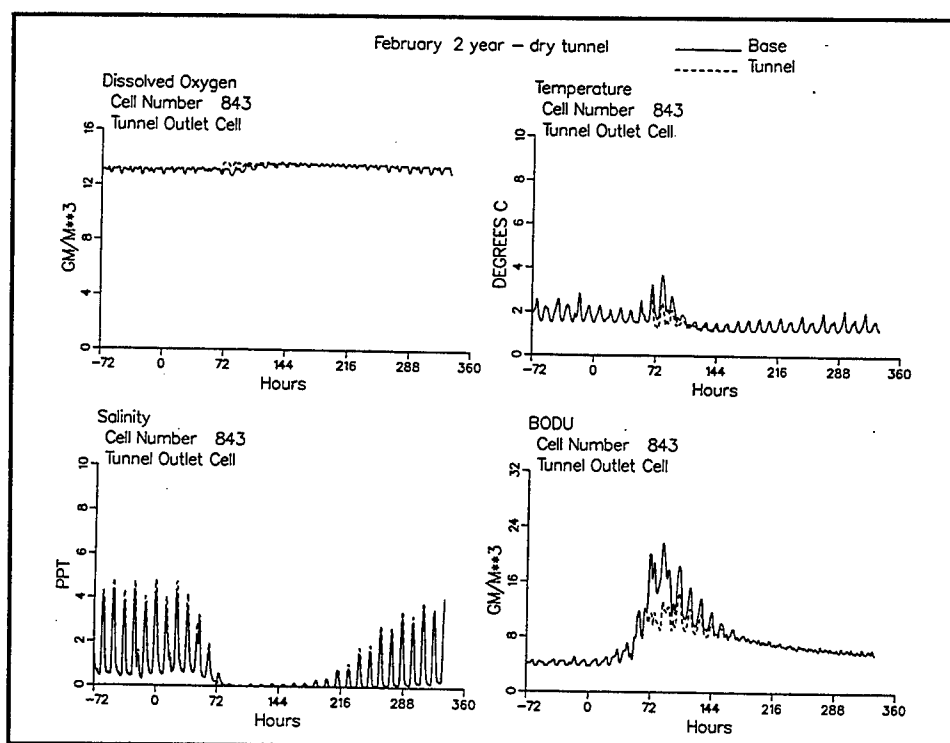 February 2 year – dry tunnel
Base
Tunnel
Dissolved Oxygen
Cell Number 843
Tunnel Outlet Cell
16
12
8
4
0
GM/M**3
-72 0 72 144 216 288 360
Hours
Temperature
Cell Number 843
Tunnel Outlet Cell
10
8
6
4
2
0
DEGREES C
-72 0 72 144 216 288 360
Hours
Salinity
Cell Number 843
Tunnel Outlet Cell
10
8
6
4
2
0
PPT
-72 0 72 144 216 288 360
Hours
BODU
Cell Number 843
Tunnel Outlet Cell
32
24
16
8
0
GM/M**3
-72 0 72 144 216 288 360
Hours